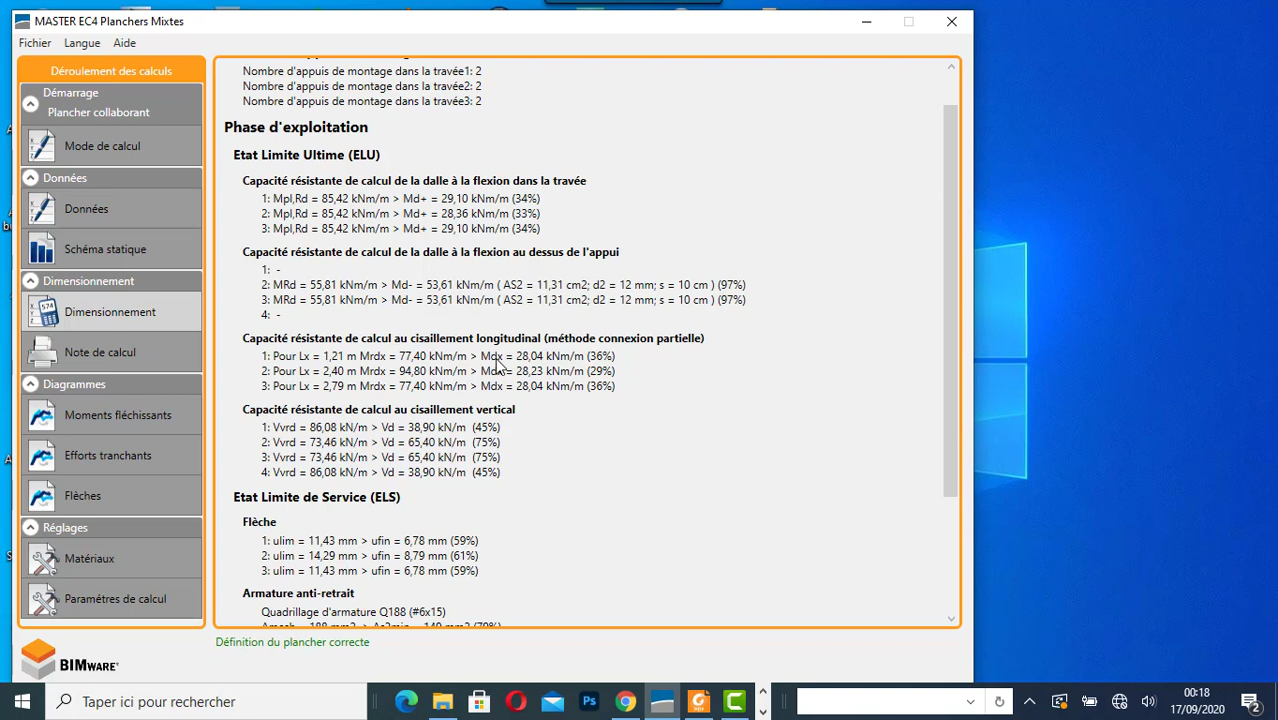 MASTER EC4 Planchers Mixtes
Fichier Langue Aide
Déroulement des calculs
Démarrage
Plancher collaborant
Mode de calcul
Données
Données
Schéma statique
Dimensionnement
Dimensionnement
Note de calcul
Diagrammes
Moments fléchissants
Efforts tranchants
Flèches
Réglages
Matériaux
Paramétres de calcul
BIMware
Nombre d'appuis de montage dans la travée1: 2
Nombre d'appuis de montage dans la travée2: 2
Nombre d'appuis de montage dans la travée3: 2
Phase d'exploitation
Etat Limite Ultime (ELU)
Capacité résistante de calcul de la dalle à la flexion dans la travée
1: Mpl,Rd = 85,42 kNm/m > Md+ = 29,10 kNm/m (34%)
2: Mpl,Rd = 85,42 kNm/m > Md+ = 28,36 kNm/m (33%)
3: Mpl,Rd = 85,42 kNm/m > Md+ = 29,10 kNm/m (34%)
Capacité résistante de calcul de la dalle à la flexion au dessus de l'appui
1: -
2: MRd = 55,81 kNm/m > Md- = 53,61 kNm/m ( AS2 = 11,31 cm2; d2 = 12 mm; s = 10 cm ) (97%)
3: MRd = 55,81 kNm/m > Md- = 53,61 kNm/m ( AS2 = 11,31 cm2; d2 = 12 mm; s = 10 cm ) (97%)
4: -
Capacité résistante de calcul au cisaillement longitudinal (méthode connexion partielle)
1: Pour Lx = 1,21 m Mrdx = 77,40 kNm/m > Mdx = 28,04 kNm/m (36%)
2: Pour Lx = 2,40 m Mrdx = 94,80 kNm/m > Mdx = 28,23 kNm/m (29%)
3: Pour Lx = 2,79 m Mrdx = 77,40 kNm/m > Mdx = 28,04 kNm/m (36%)
Capacité résistante de calcul au cisaillement vertical
1: Vvrd = 86,08 kN/m > Vd = 38,90 kN/m (45%)
2: Vvrd = 73,46 kN/m > Vd = 65,40 kN/m (75%)
3: Vvrd = 73,46 kN/m > Vd = 65,40 kN/m (75%)
4: Vvrd = 86,08 kN/m > Vd = 38,90 kN/m (45%)
Etat Limite de Service (ELS)
Flèche
1: ulim = 11,43 mm > ufin = 6,78 mm (59%)
2: ulim = 14,29 mm > ufin = 8,79 mm (61%)
3: ulim = 11,43 mm > ufin = 6,78 mm (59%)
Armature anti-retrait
Quadrillage d'armature Q188 (#6x15)
Définition du plancher correcte
Taper ici pour rechercher
Ps
00:18
17/09/2020
2